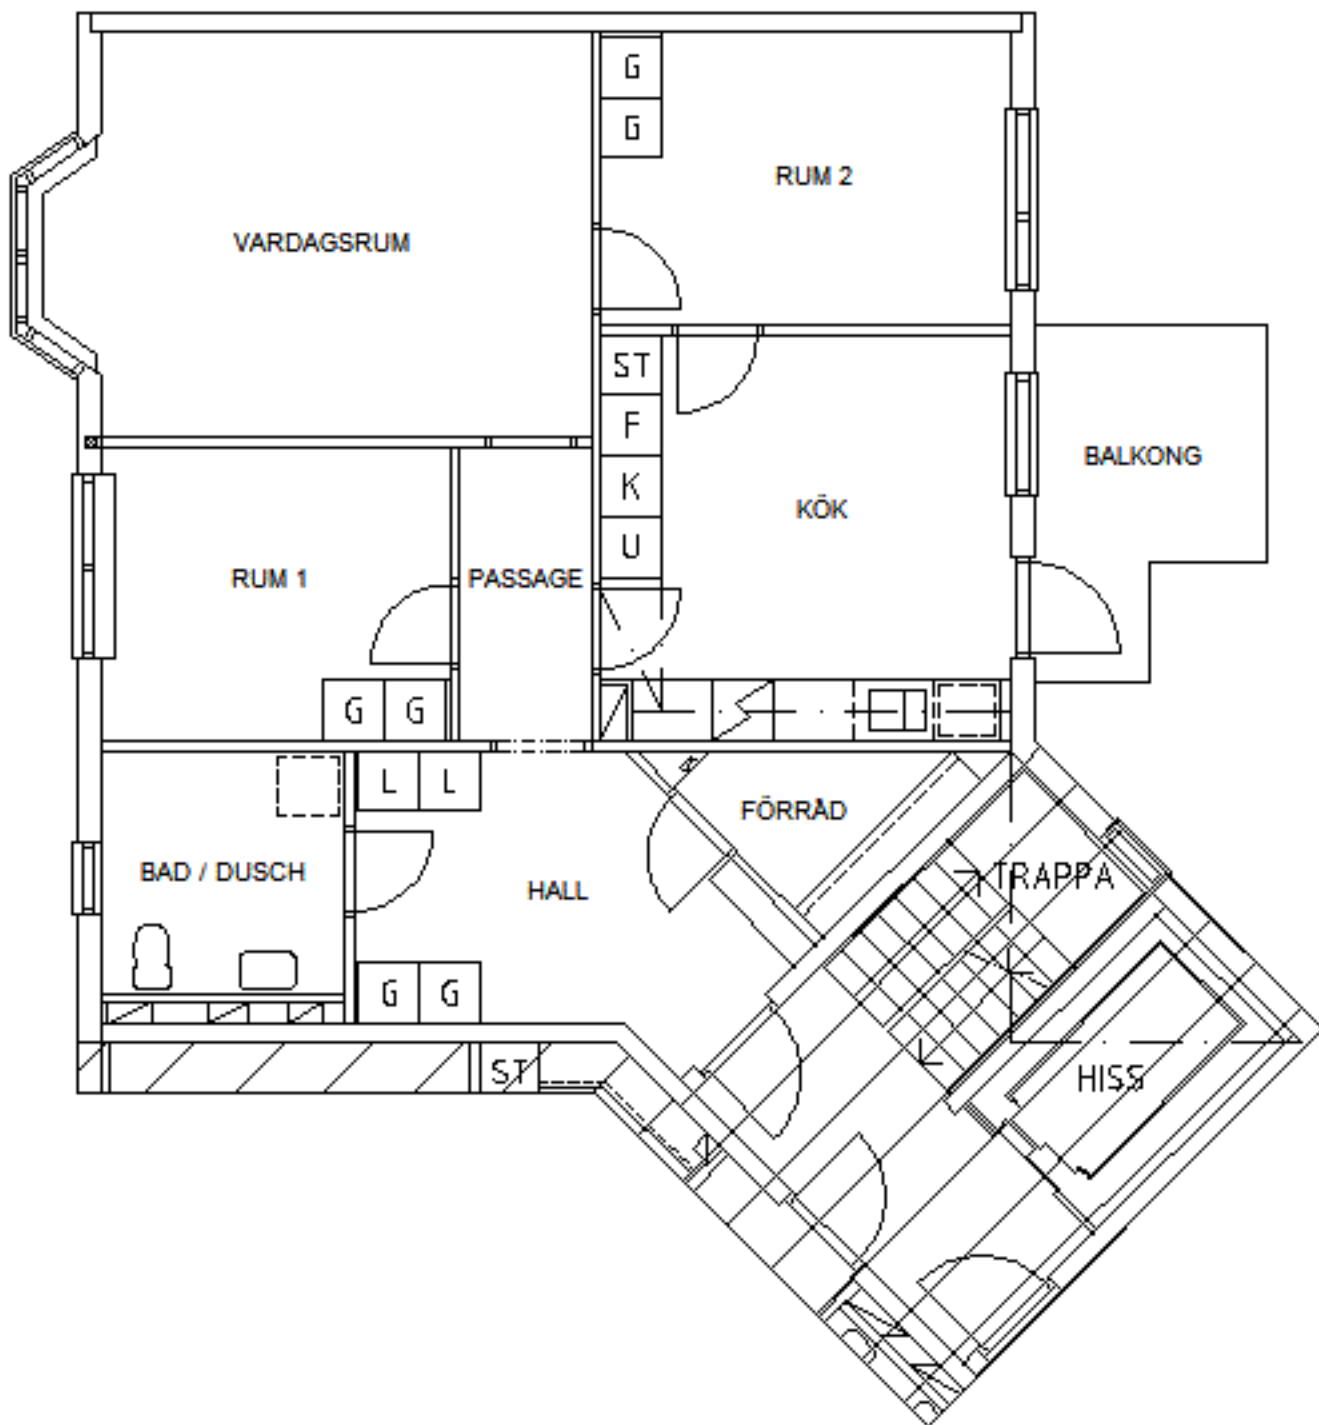 G
G
RUM 2
VARDAGSRUM
ST
F
K
U
KÖK
BALKONG
RUM 1
PASSAGE
G G
L L
FÖRRÅD
BAD / DUSCH
HALL
TRAPPA
G G
ST
HISS